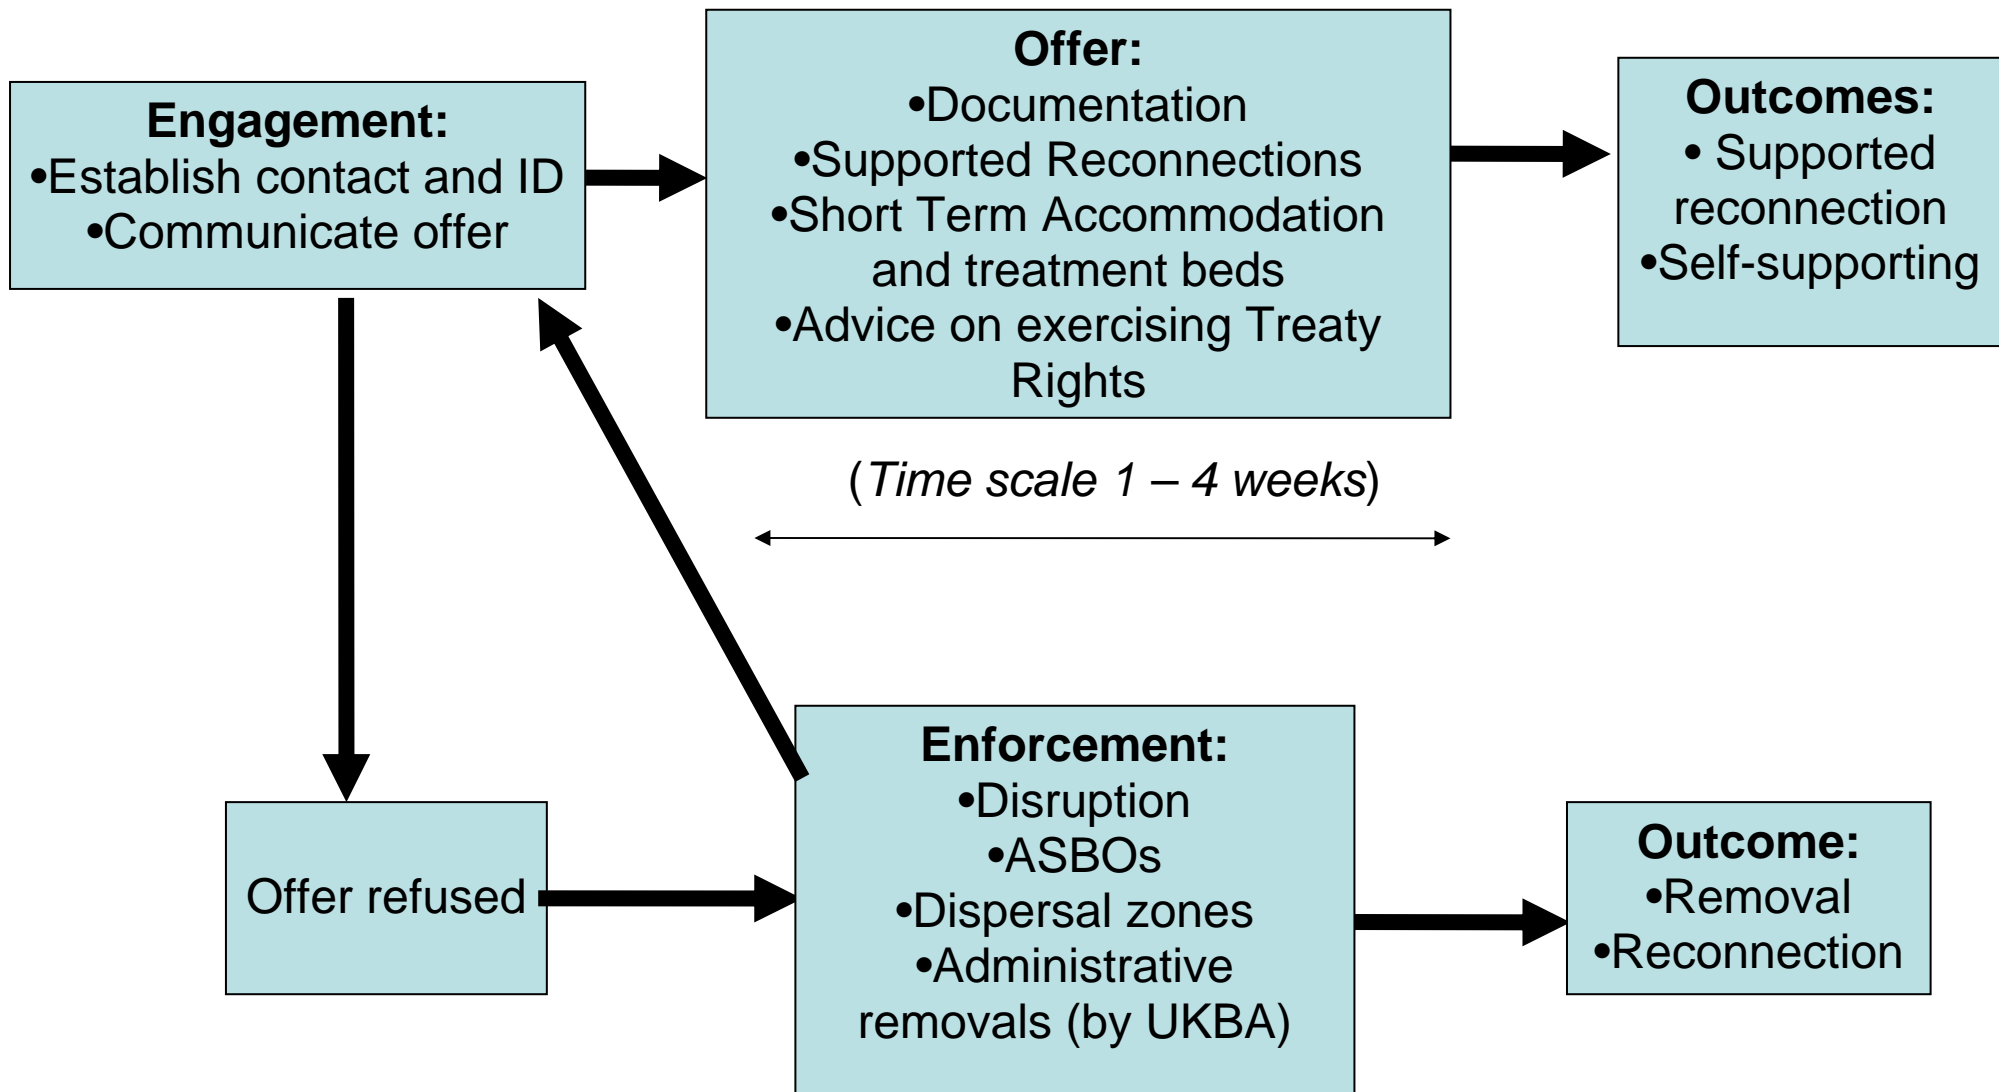 Engagement:
•Establish contact and ID
•Communicate offer
Offer:
•Documentation
•Supported Reconnections
•Short Term Accommodation
and treatment beds
•Advice on exercising Treaty
Rights
Outcomes:
• Supported
reconnection
•Self-supporting
(Time scale 1 – 4 weeks)
Offer refused
Enforcement:
•Disruption
•ASBOs
•Dispersal zones
•Administrative
removals (by UKBA)
Outcome:
•Removal
•Reconnection